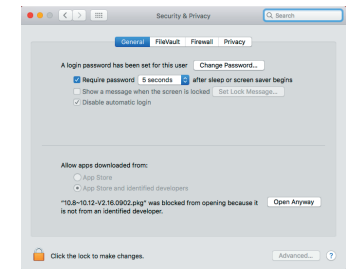 Security & Privacy
Search
General FileVault Firewall Privacy
A login password has been set for this user Change Password...
Require password 5 seconds after sleep or screen saver begins
Show a message when the screen is locked Set Lock Message...
Disable automatic login
Allow apps downloaded from:
App Store
App Store and identified developers
"10.8~10.12-V2.16.0902.pkg" was blocked from opening because it Open Anyway
is not from an identified developer.
Click the lock to make changes. Advanced... ?